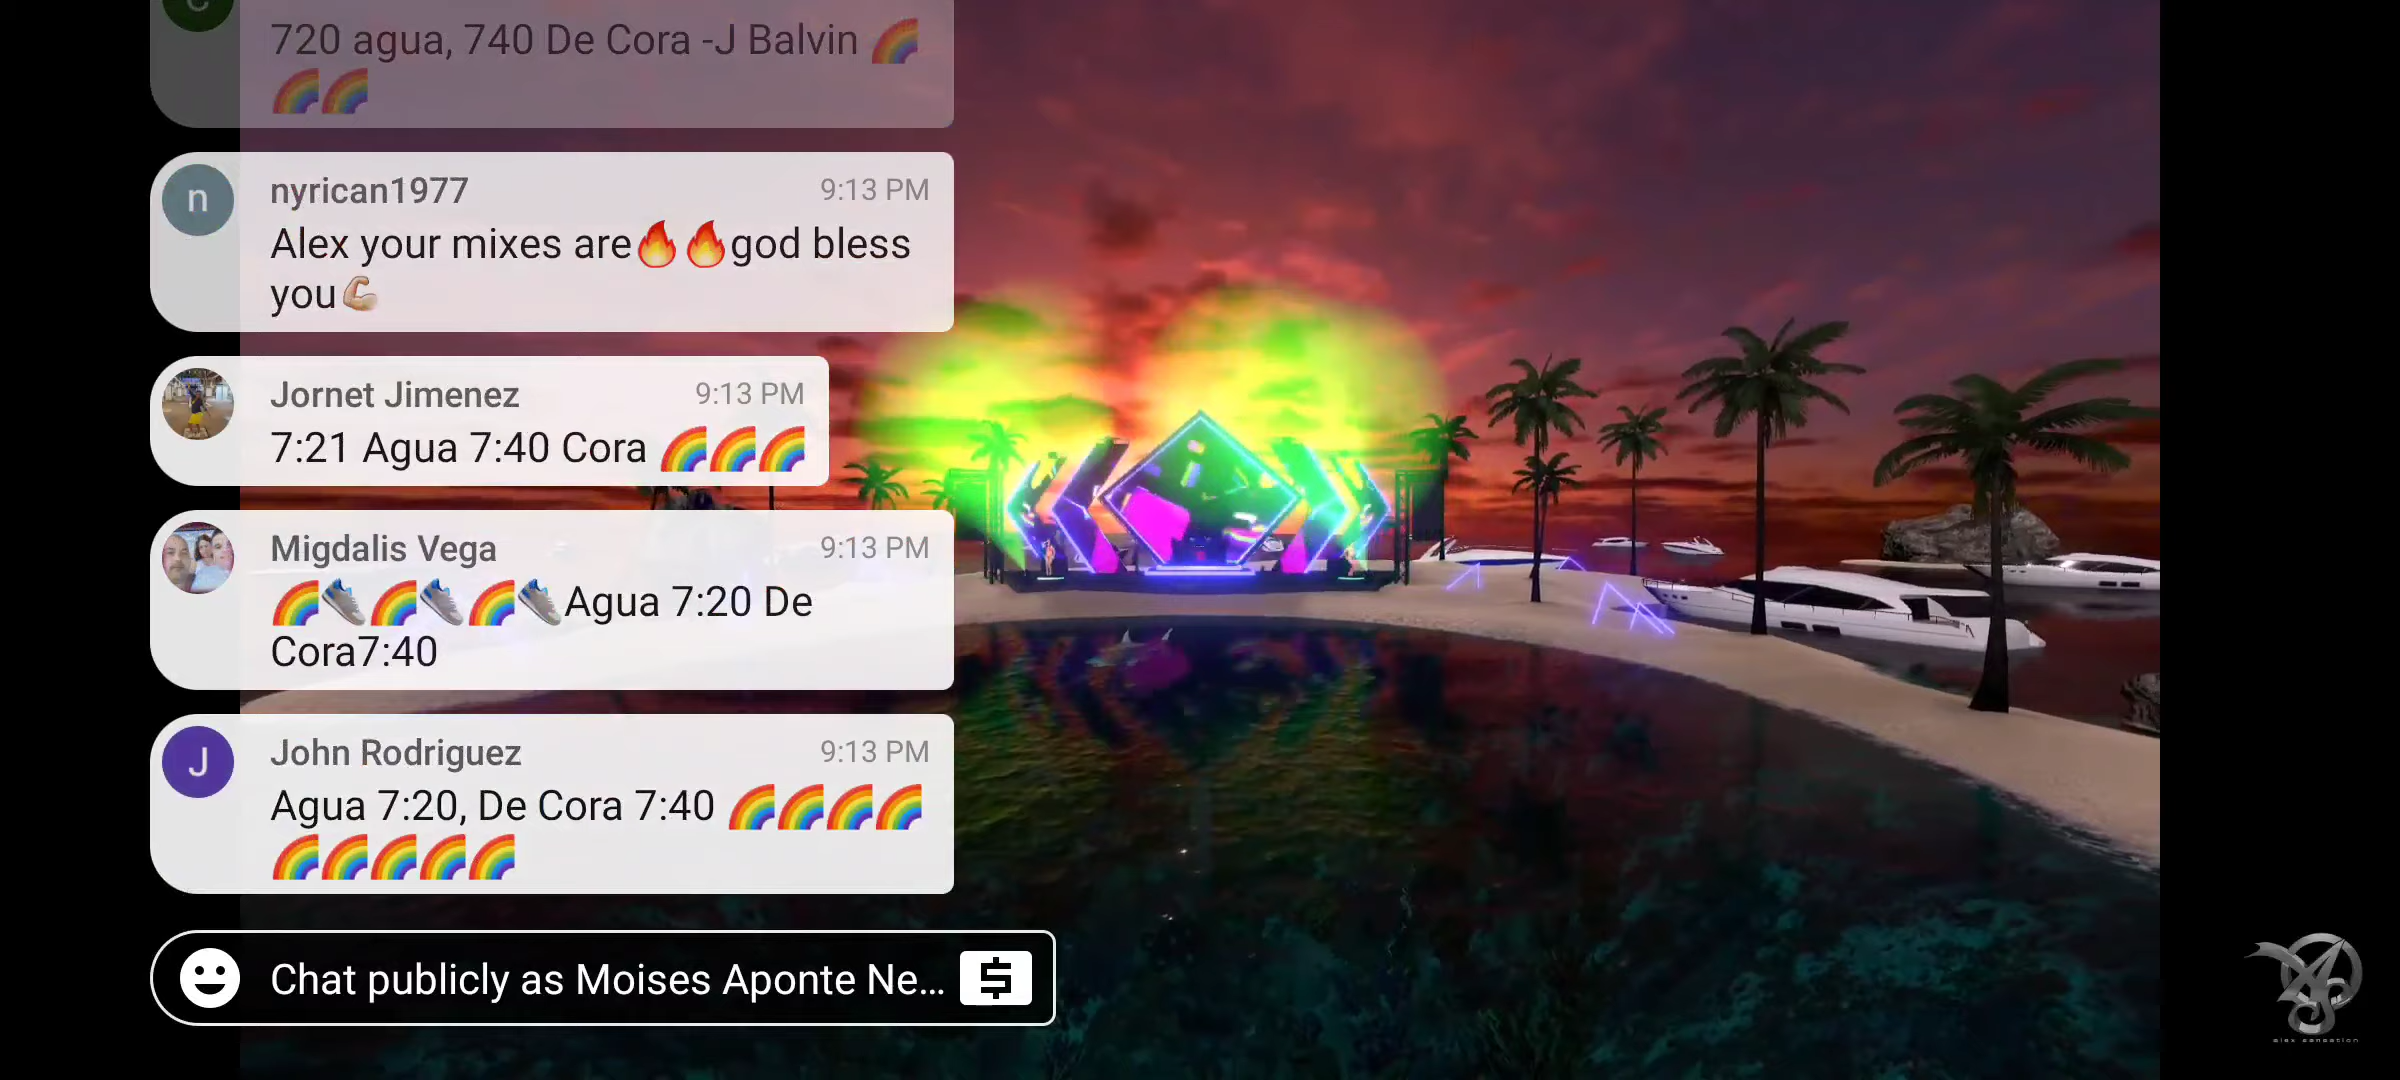 720 agua, 740 De Cora -J Balvin 🌈
🌈🌈
n
nyrican1977 9:13 PM
Alex your mixes are🔥🔥god bless
you💪🏼
Jornet Jimenez 9:13 PM
7:21 Agua 7:40 Cora 🌈🌈🌈
Migdalis Vega 9:13 PM
🌈👟🌈👟🌈👟Agua 7:20 De
Cora7:40
J
John Rodriguez 9:13 PM
Agua 7:20, De Cora 7:40 🌈🌈🌈🌈
🌈🌈🌈🌈🌈
Chat publicly as Moises Aponte Ne...
$
alex sensation